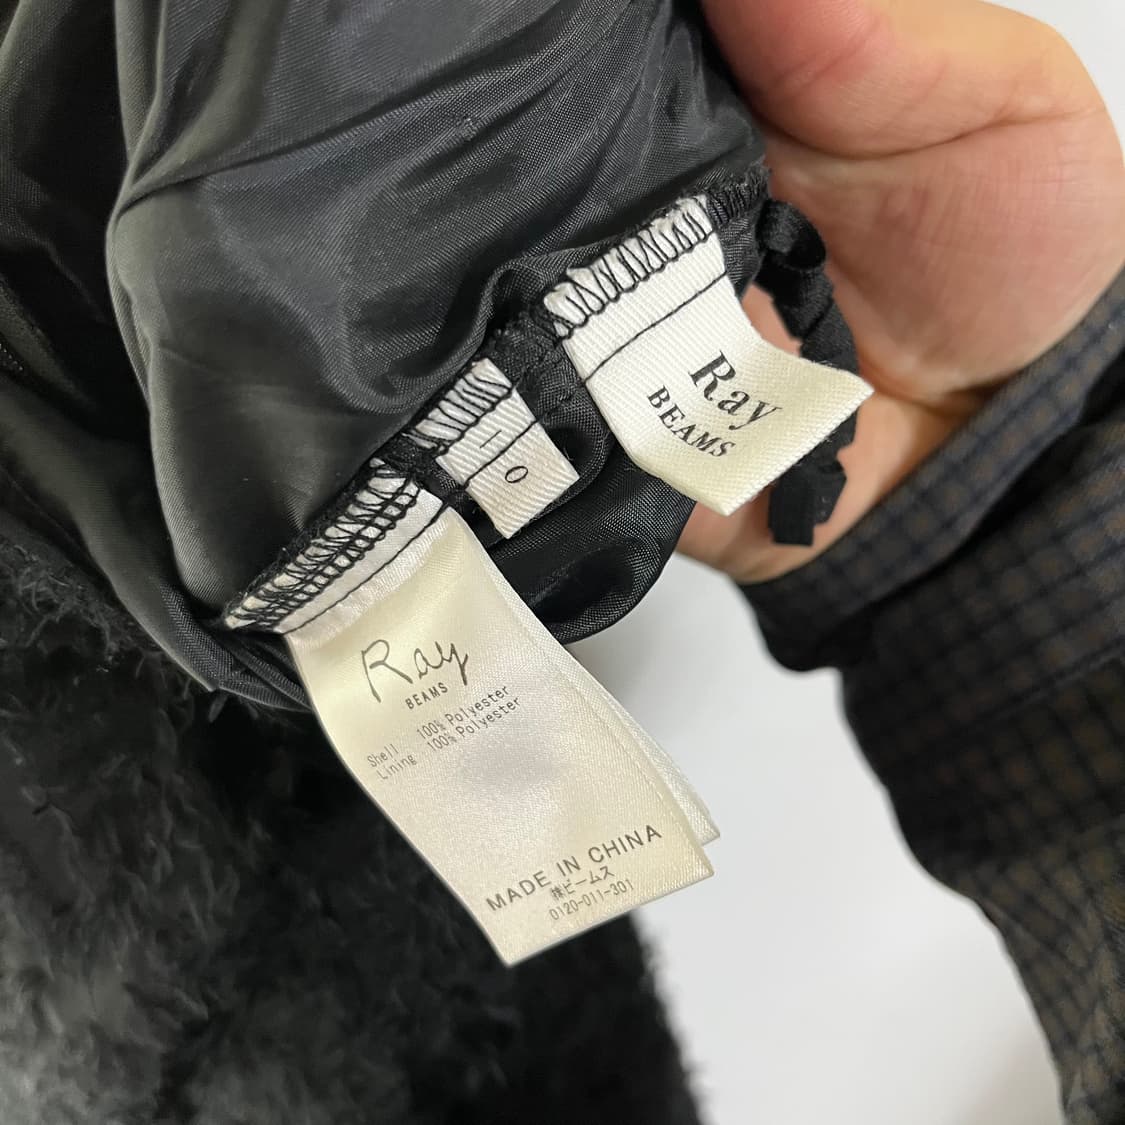 Ray
BEAMS
0
Ray
BEAMS
Shell 100% Polyester
Lining 100% Polyester
MADE IN CHINA
㈱ビームス
0120-011-301